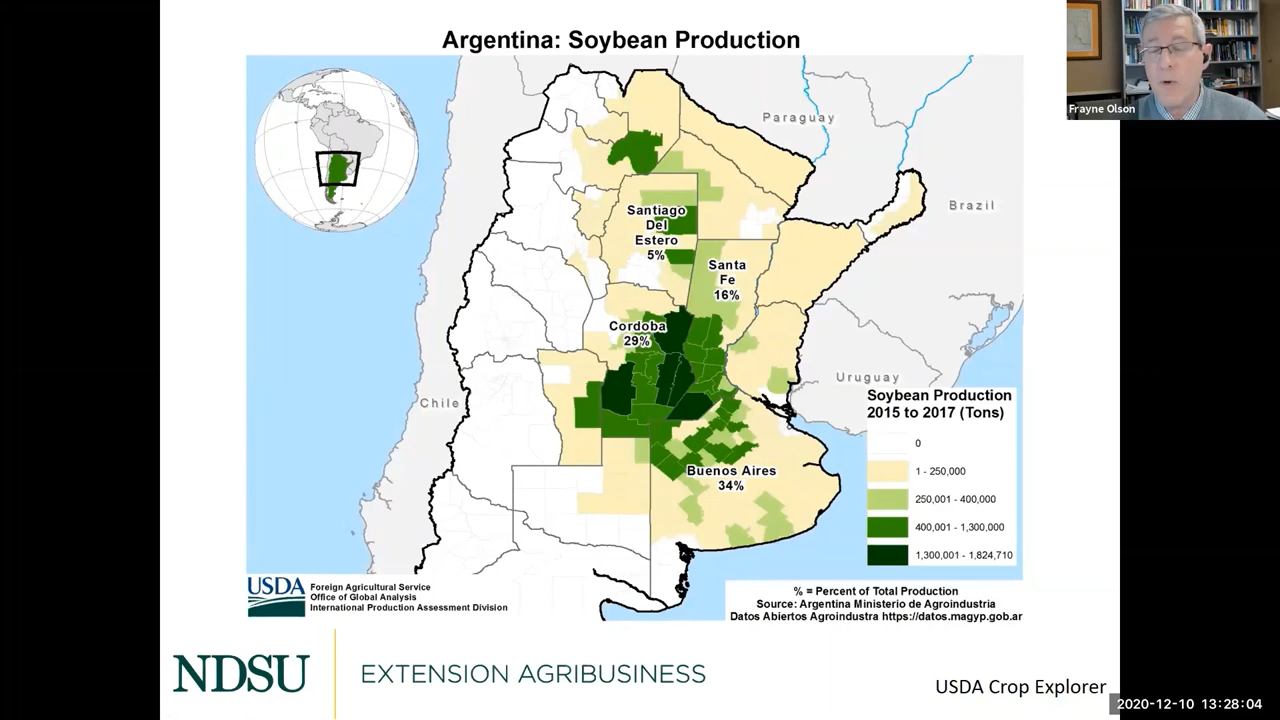 Argentina: Soybean Production
Frayne Olson
Paraguay
Brazil
Santiago
Del
Estero
5%
Santa
Fe
16%
Cordoba
29%
Uruguay
Chile
Buenos Aires
34%
Soybean Production
2015 to 2017 (Tons)
0
1 - 250,000
250,001 - 400,000
400,001 - 1,300,000
1,300,001 - 1,824,710
USDA
Foreign Agricultural Service
Office of Global Analysis
International Production Assessment Division
% = Percent of Total Production
Source: Argentina Ministerio de Agroindustria
Datos Abiertos Agroindustra https://datos.magyp.gob.ar
NDSU
EXTENSION AGRIBUSINESS
USDA Crop Explorer
2020-12-10 13:28:04